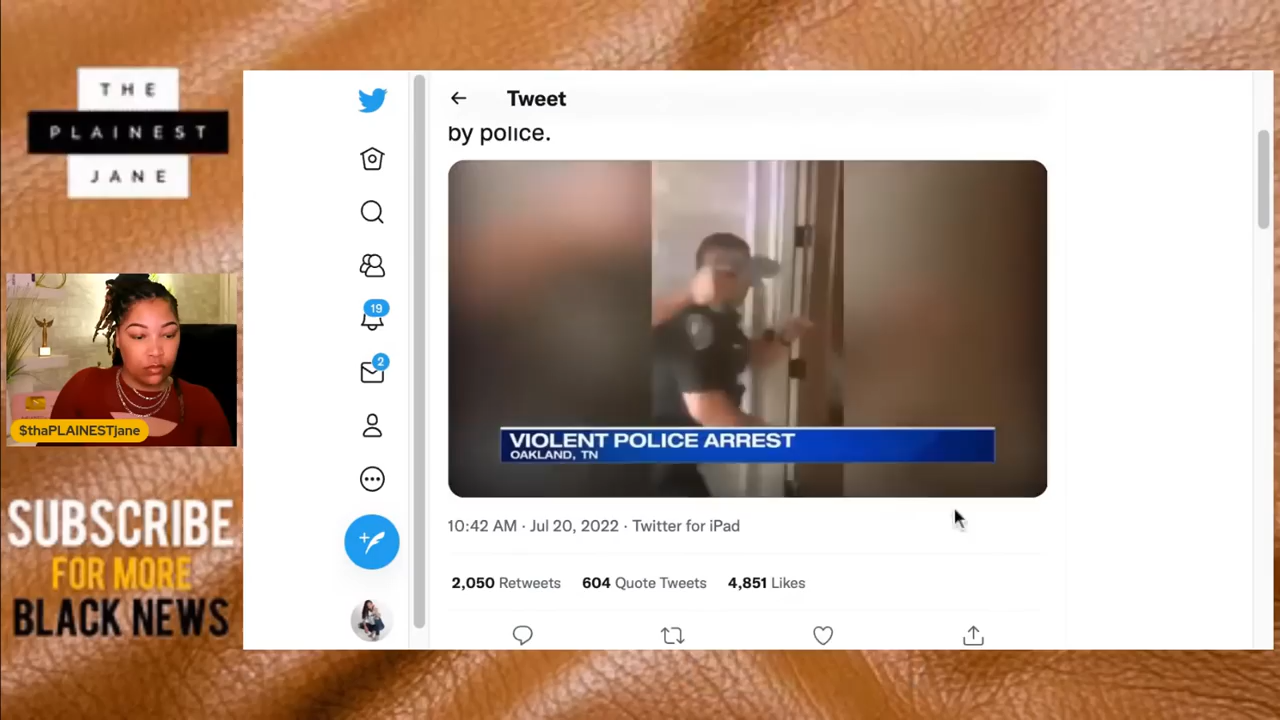 THE
PLAINEST
JANE
$thaPLAINESTjane
SUBSCRIBE
FOR MORE
BLACK NEWS
19
2
Tweet
by police.
VIOLENT POLICE ARREST
OAKLAND, TN
10:42 AM · Jul 20, 2022 · Twitter for iPad
2,050 Retweets 604 Quote Tweets 4,851 Likes